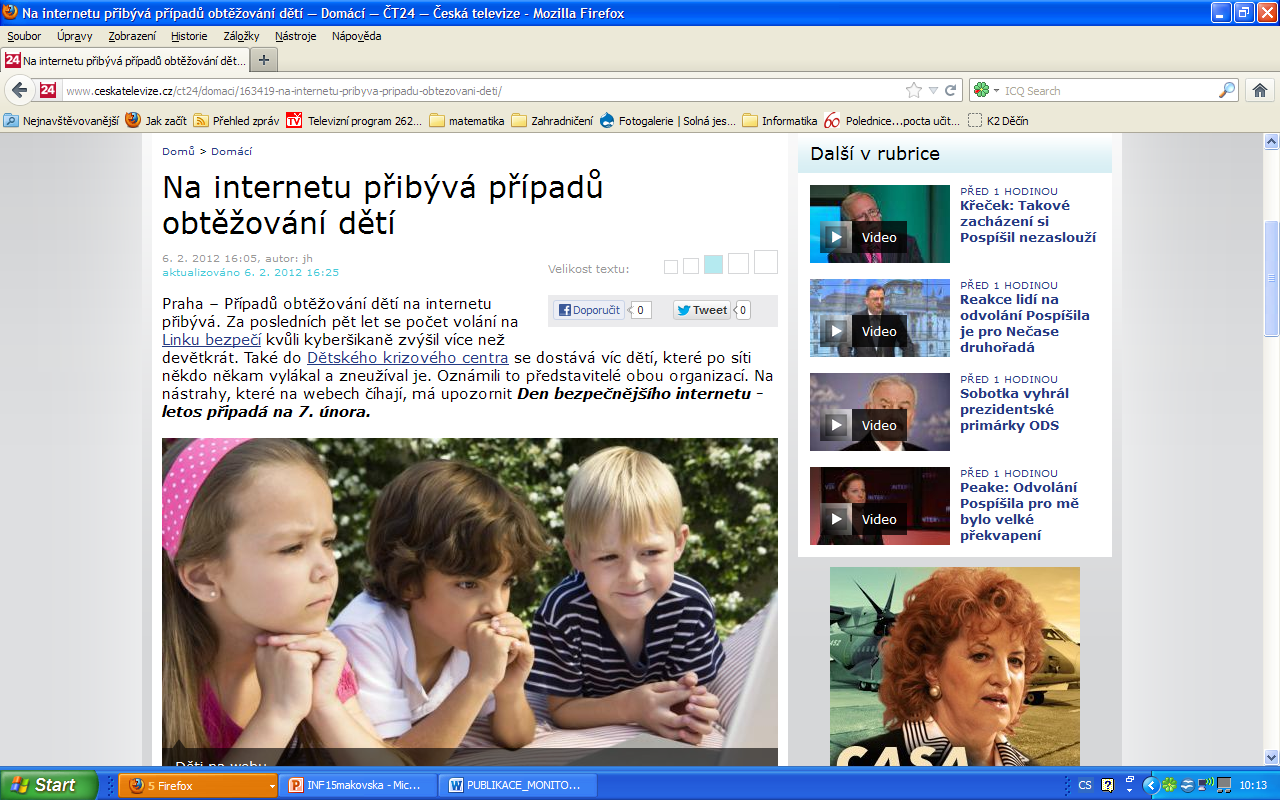 Na internetu přibývá případů obtěžování dětí — Domácí — ČT24 — Česká televize - Mozilla Firefox
Soubor Úpravy Zobrazení Historie Záložky Nástroje Nápověda
24 Na internetu přibývá případů obtěžování dět... +
24 www.ceskatelevize.cz/ct24/domaci/163419-na-internetu-pribyva-pripadu-obtezovani-deti/ ICQ Search
Nejnavštěvovanější Jak začít Přehled zpráv TV Televizní program 262... matematika Zahradničení Fotogalerie | Solná jes... Informatika 60 Polednice...pocta učit... K2 Děčín
Domů > Domácí
Na internetu přibývá případů
obtěžování dětí
6. 2. 2012 16:05, autor: jh
aktualizováno 6. 2. 2012 16:25
Velikost textu:
Doporučit 0 Tweet 0
Praha – Případů obtěžování dětí na internetu
přibývá. Za posledních pět let se počet volání na
Linku bezpečí kvůli kyberšikaně zvýšil více než
devětkrát. Také do Dětského krizového centra se dostává víc dětí, které po síti
někdo někam vylákal a zneužíval je. Oznámili to představitelé obou organizací. Na
nástrahy, které na webech číhají, má upozornit Den bezpečnějšího internetu -
letos připadá na 7. února.
Děti na webu
Další v rubrice
Video
PŘED 1 HODINOU
Křeček: Takové
zacházení si
Pospíšil nezaslouží
Video
PŘED 1 HODINOU
Reakce lidí na
odvolání Pospíšila
je pro Nečase
druhořadá
Video
PŘED 1 HODINOU
Sobotka vyhrál
prezidentské
primárky ODS
Video
PŘED 1 HODINOU
Peake: Odvolání
Pospíšila pro mě
bylo velké
překvapení
CASA
Start 5 Firefox INF15makovska - Mic... PUBLIKACE_MONITO... CS 10:13